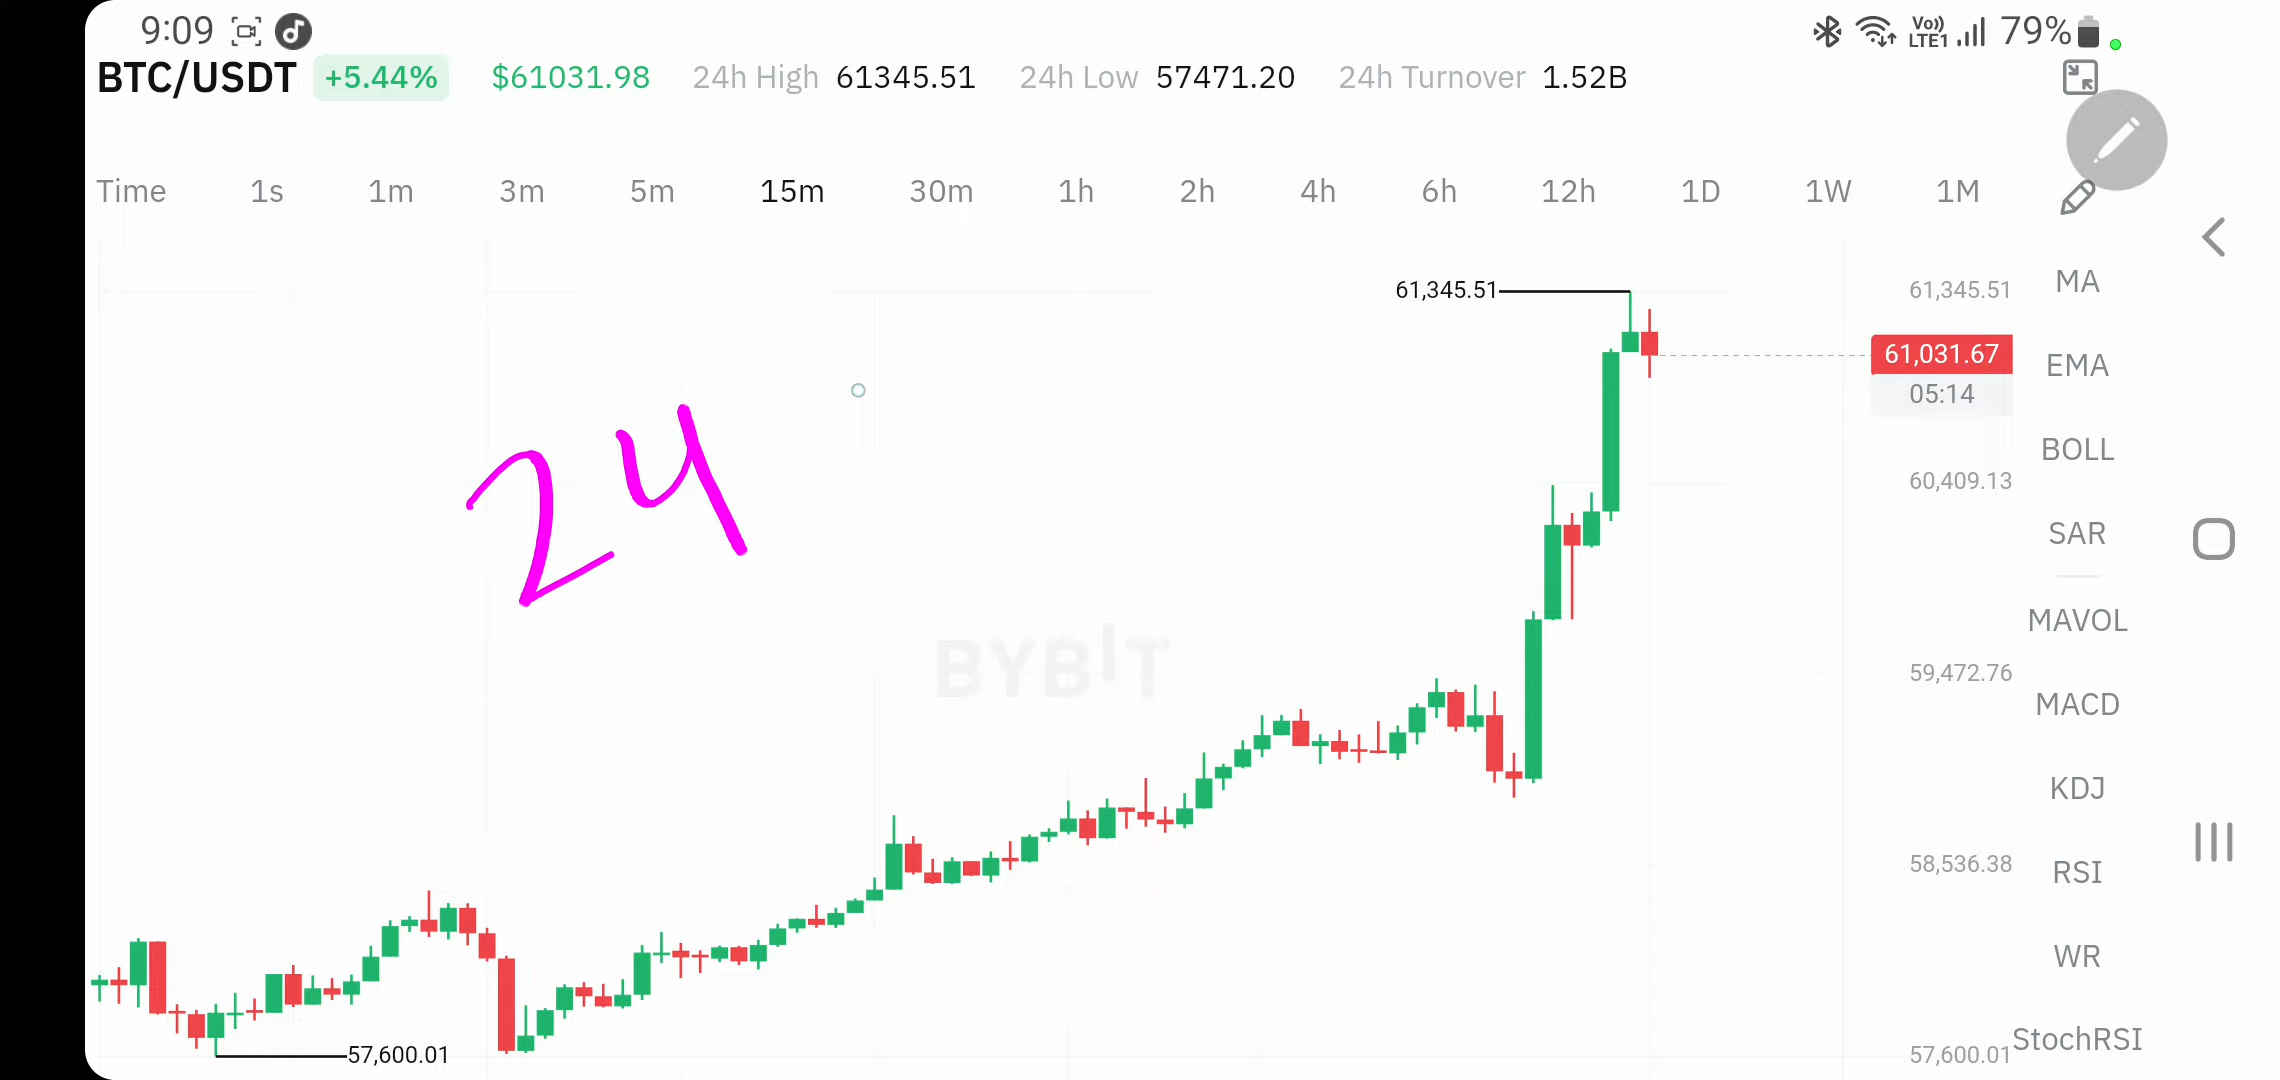 9:09 Vo)) LTE1 79%
BTC/USDT +5.44% $61031.98 24h High 61345.51 24h Low 57471.20 24h Turnover 1.52B
Time 1s 1m 3m 5m 15m 30m 1h 2h 4h 6h 12h 1D 1W 1M
61,345.51 61,345.51
MA
61,031.67
05:14
EMA
24
BOLL
60,409.13
SAR
BYBIT
MAVOL
59,472.76
MACD
KDJ
58,536.38
RSI
WR
57,600.01 57,600.01
StochRSI